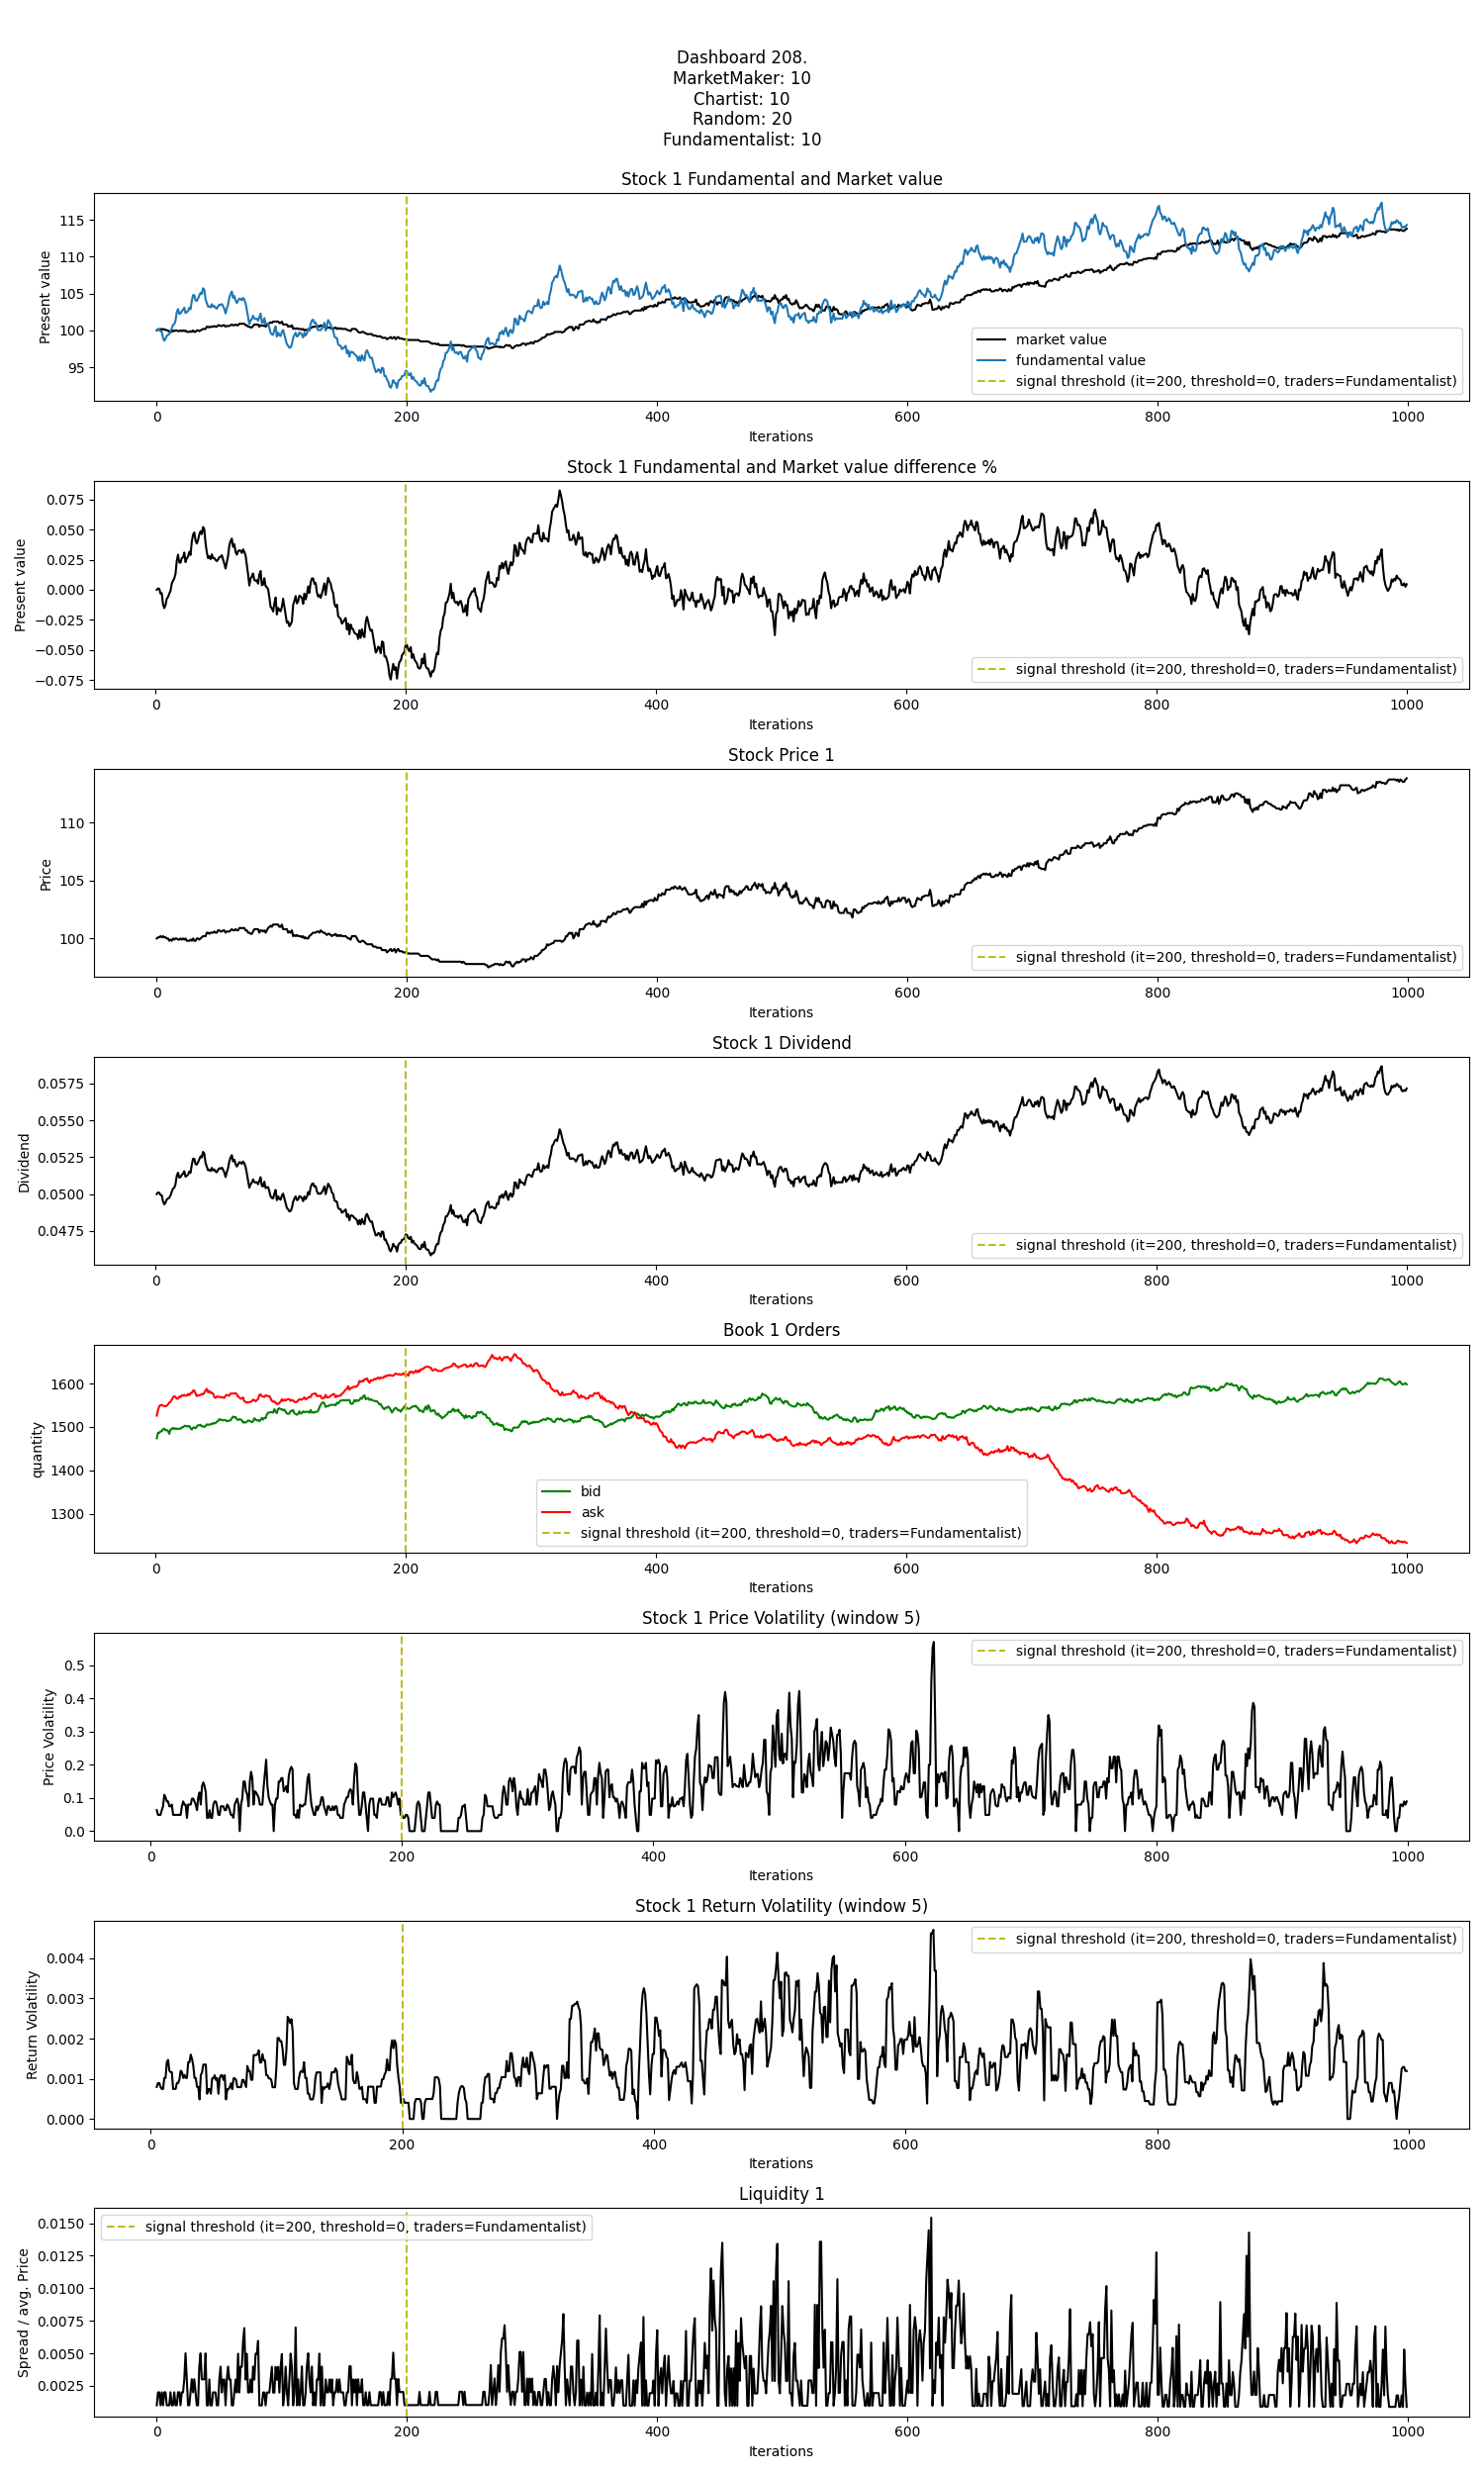 Dashboard 208.
MarketMaker: 10
Chartist: 10
Random: 20
Fundamentalist: 10
Stock 1 Fundamental and Market value
Present value
115
110
105
100
95
market value
fundamental value
signal threshold (it=200, threshold=0, traders=Fundamentalist)
0 200 400 600 800 1000
Iterations
Stock 1 Fundamental and Market value difference %
Present value
0.075
0.050
0.025
0.000
−0.025
−0.050
−0.075
signal threshold (it=200, threshold=0, traders=Fundamentalist)
0 200 400 600 800 1000
Iterations
Stock Price 1
Price
110
105
100
signal threshold (it=200, threshold=0, traders=Fundamentalist)
0 200 400 600 800 1000
Iterations
Stock 1 Dividend
Dividend
0.0575
0.0550
0.0525
0.0500
0.0475
signal threshold (it=200, threshold=0, traders=Fundamentalist)
0 200 400 600 800 1000
Iterations
Book 1 Orders
quantity
1600
1500
1400
1300
bid
ask
signal threshold (it=200, threshold=0, traders=Fundamentalist)
0 200 400 600 800 1000
Iterations
Stock 1 Price Volatility (window 5)
Price Volatility
signal threshold (it=200, threshold=0, traders=Fundamentalist)
0.5
0.4
0.3
0.2
0.1
0.0
0 200 400 600 800 1000
Iterations
Stock 1 Return Volatility (window 5)
Return Volatility
signal threshold (it=200, threshold=0, traders=Fundamentalist)
0.004
0.003
0.002
0.001
0.000
0 200 400 600 800 1000
Iterations
Liquidity 1
Spread / avg. Price
signal threshold (it=200, threshold=0, traders=Fundamentalist)
0.0150
0.0125
0.0100
0.0075
0.0050
0.0025
0 200 400 600 800 1000
Iterations